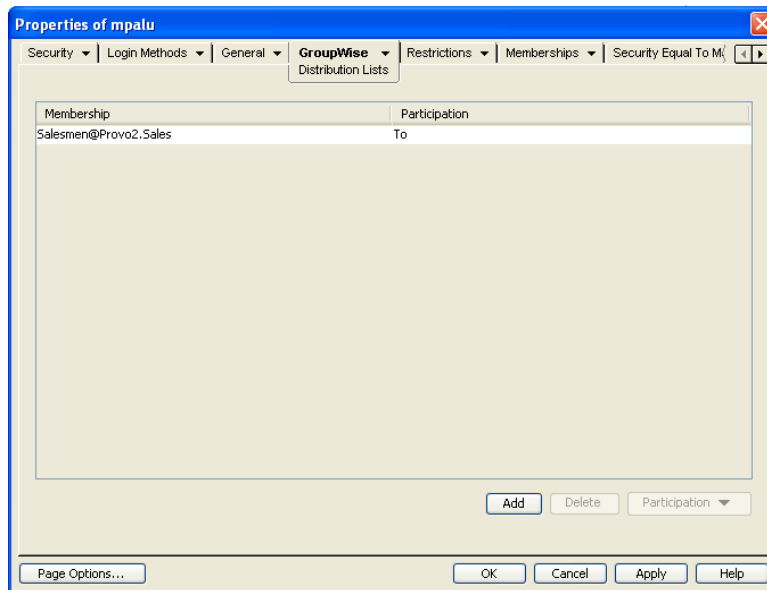 Properties of mpalu
Security Login Methods General GroupWise Restrictions Memberships Security Equal To M
Distribution Lists
Membership Participation
Salesmen@Provo2.Sales To
Add Delete Participation
Page Options... OK Cancel Apply Help